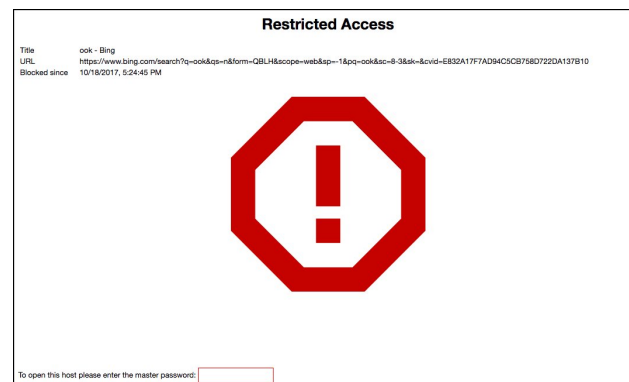 Restricted Access
Title ook - Bing
URL https://www.bing.com/search?q=ook&qs=n&form=QBLH&scope=web&sp=-1&pq=ook&sc=8-3&sk=&cvid=E832A17F7AD94C5CB758D722DA137B10
Blocked since 10/18/2017, 5:24:45 PM
To open this host please enter the master password: